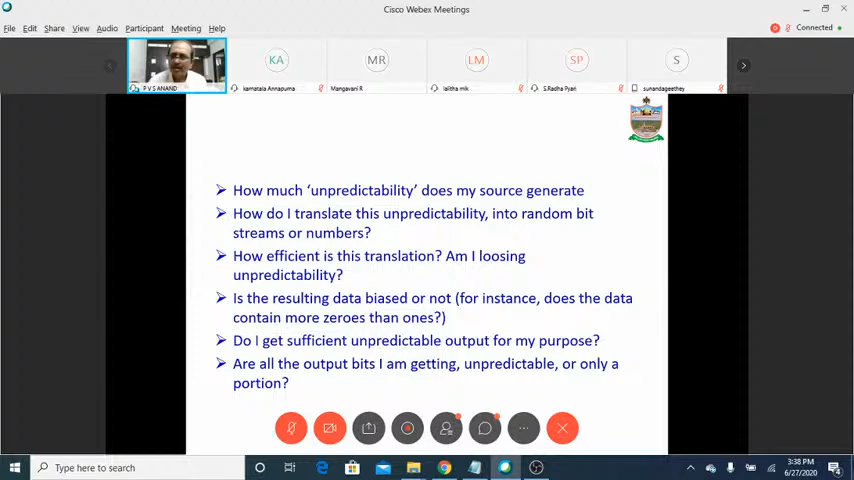 Cisco Webex Meetings
File Edit Share View Audio Participant Meeting Help
Connected
KA
MR
LM
SP
S
P V S ANAND
kamatala Annapurna
Mangavani R
lalitha mlk
S.Radha Pyari
sunandageethey
How much ‘unpredictability’ does my source generate
How do I translate this unpredictability, into random bit
streams or numbers?
How efficient is this translation? Am I loosing
unpredictability?
Is the resulting data biased or not (for instance, does the data
contain more zeroes than ones?)
Do I get sufficient unpredictable output for my purpose?
Are all the output bits I am getting, unpredictable, or only a
portion?
Type here to search
3:38 PM
6/27/2020
4